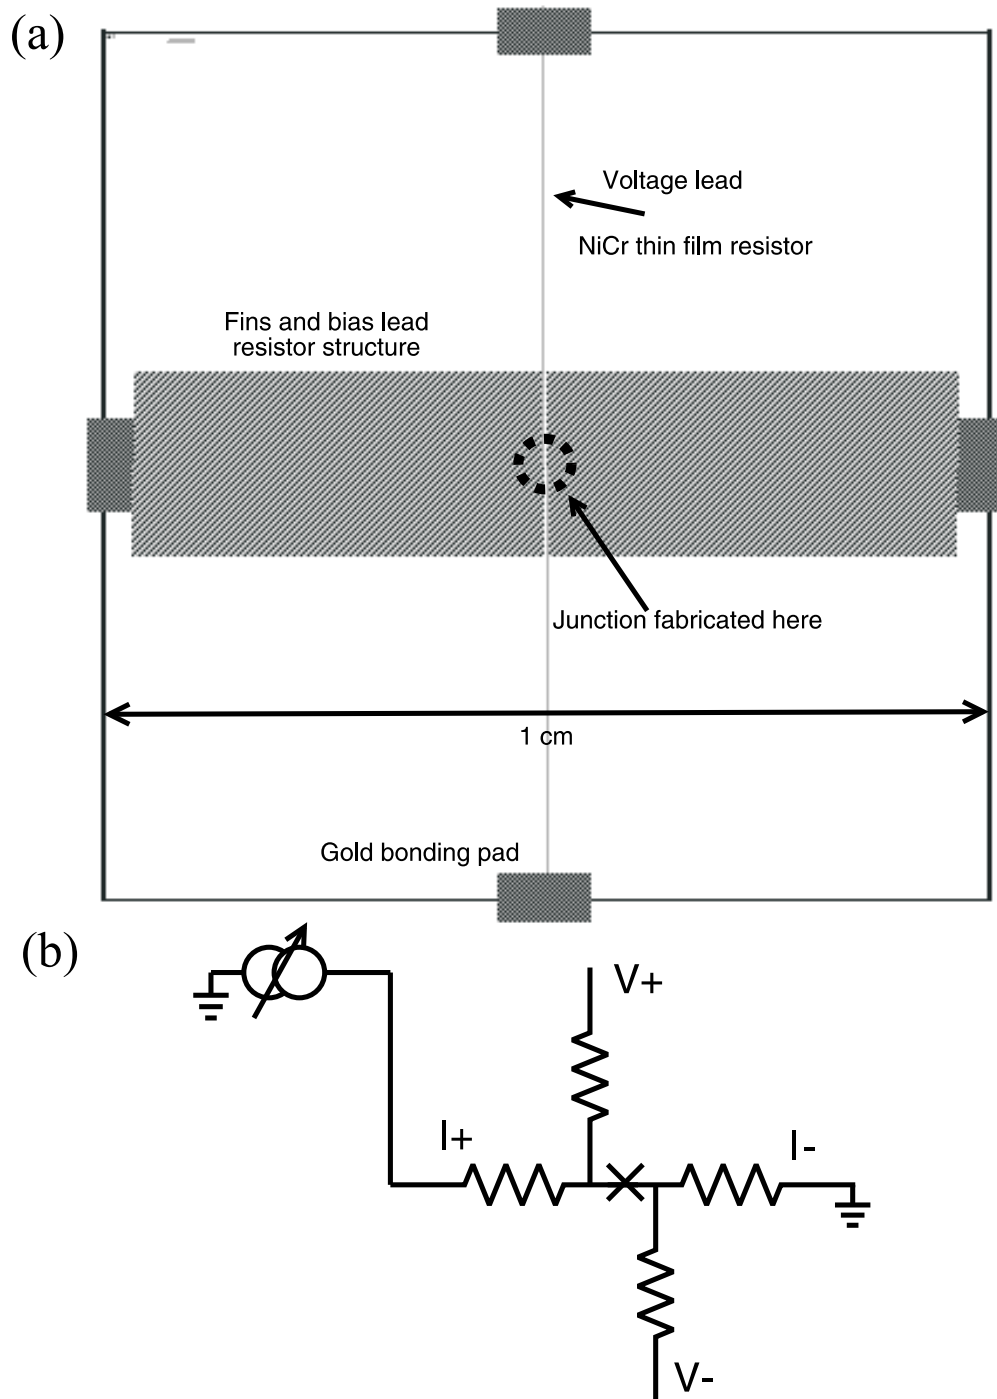 (a)
Voltage lead
NiCr thin film resistor
Fins and bias lead
resistor structure
Junction fabricated here
1 cm
Gold bonding pad
(b)
V+
I+
I-
V-